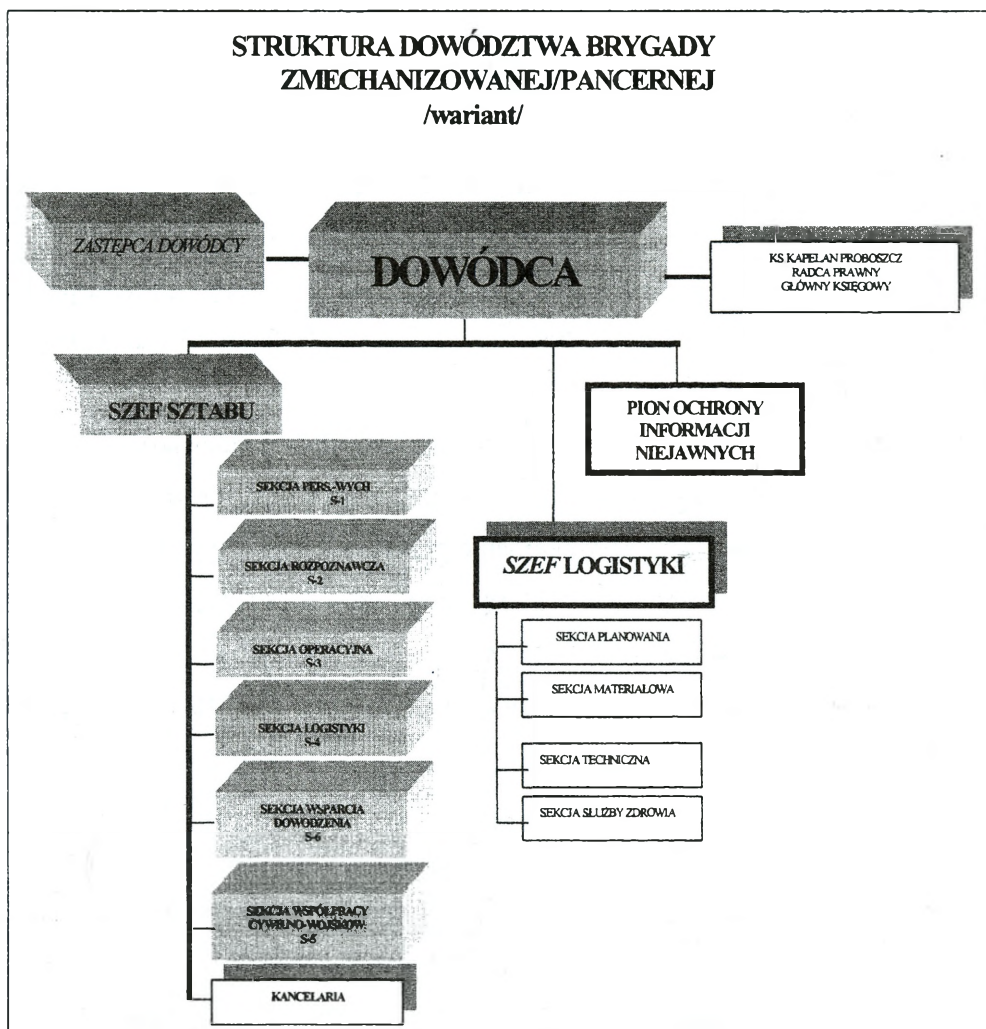 STRUKTURA DOWÓDZTWA BRYGADY
ZMECHANIZOWANEJ/PANCERNEJ
/wariant/
ZASTĘPCA DOWÓDCY
DOWÓDCA
KS KAPELAN PROBOSZCZ
RADCA PRAWNY
GŁÓWNY KSIĘGOWY
SZEF SZTABU
PION OCHRONY
INFORMACJI
NIEJAWNYCH
SEKCJA PERS.-WYCH
S-1
SEKCJA ROZPOZNAWCZA
S-2
SEKCJA OPERACYJNA
S-3
SEKCJA LOGISTYKI
S-4
SEKCJA WSPARCIA
DOWODZENIA
S-6
SEKCJA WSPÓŁPRACY
CYWILNO-WOJSKOW.
S-5
KANCELARIA
SZEF LOGISTYKI
SEKCJA PLANOWANIA
SEKCJA MATERIAŁOWA
SEKCJA TECHNICZNA
SEKCJA SŁUŻBY ZDROWIA